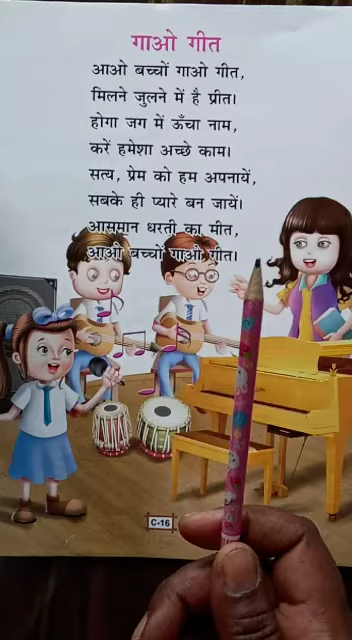 गाओ गीत
आओ बच्चों गाओ गीत,
मिलने जुलने में है प्रीत।
होगा जग में ऊँचा नाम,
करें हमेशा अच्छे काम।
सत्य, प्रेम को हम अपनायें,
सबके ही प्यारे बन जायें।
आसमान धरती का मीत,
आओ बच्चों गाओ गीत।
C-16